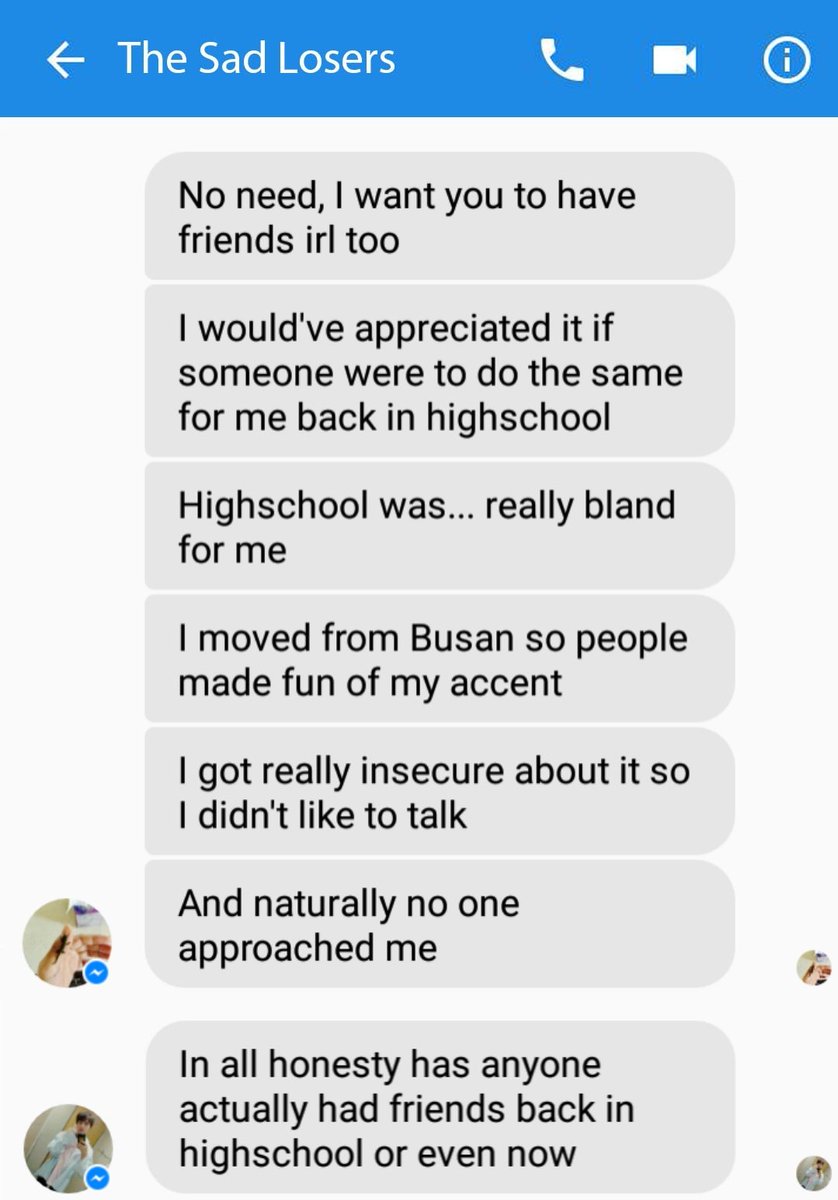 The Sad Losers
No need, I want you to have
friends irl too
I would've appreciated it if
someone were to do the same
for me back in highschool
Highschool was... really bland
for me
I moved from Busan so people
made fun of my accent
I got really insecure about it so
I didn't like to talk
And naturally no one
approached me
In all honesty has anyone
actually had friends back in
highschool or even now